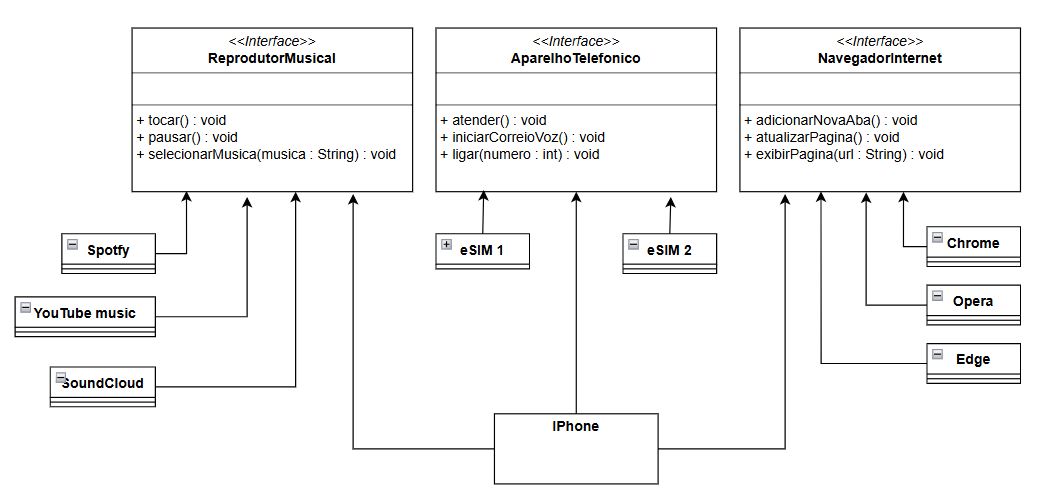 <<Interface>>
ReprodutorMusical
+ tocar() : void
+ pausar() : void
+ selecionarMusica(musica : String) : void
<<Interface>>
AparelhoTelefonico
+ atender() : void
+ iniciarCorreioVoz() : void
+ ligar(numero : int) : void
<<Interface>>
NavegadorInternet
+ adicionarNovaAba() : void
+ atualizarPagina() : void
+ exibirPagina(url : String) : void
Spotfy
YouTube music
SoundCloud
eSIM 1
eSIM 2
Chrome
Opera
Edge
IPhone